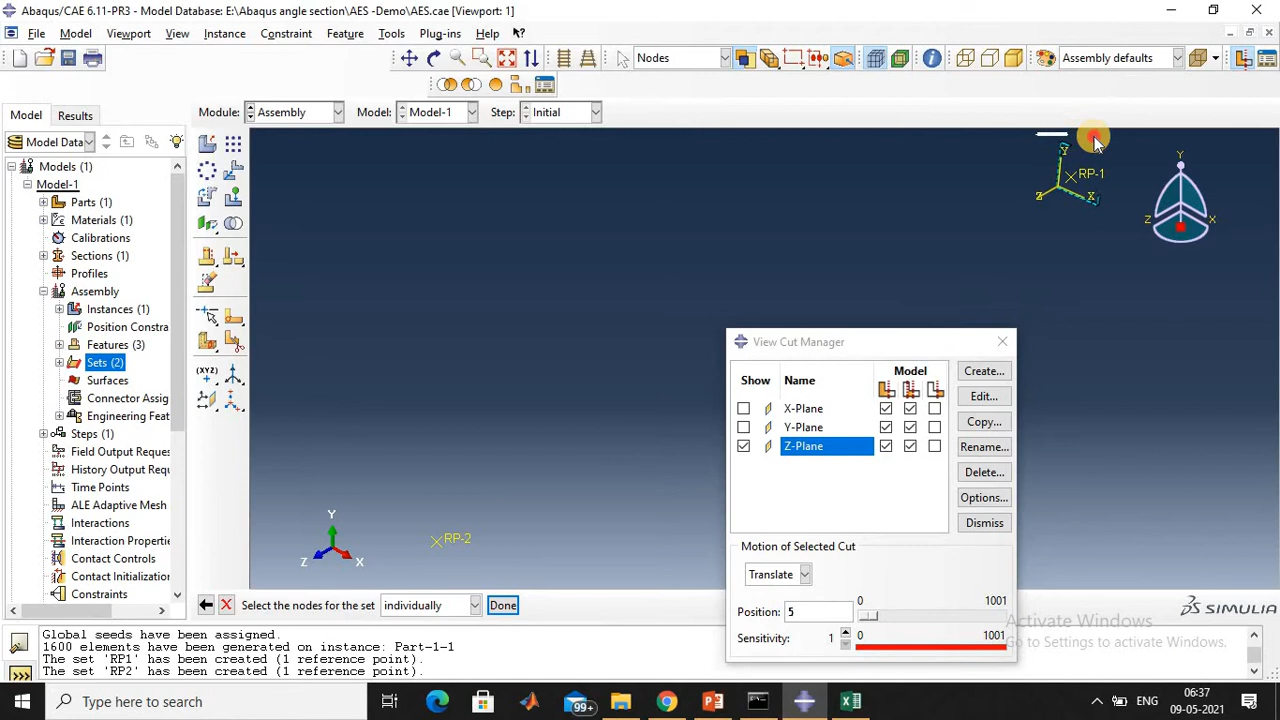 Abaqus/CAE 6.11-PR3 - Model Database: E:\Abaqus angle section\AES -Demo\AES.cae [Viewport: 1]
File Model Viewport View Instance Constraint Feature Tools Plug-ins Help
Nodes Assembly defaults
Model Results
Module: Assembly Model: Model-1 Step: Initial
Model Data
Models (1)
Model-1
Parts (1)
Materials (1)
Calibrations
Sections (1)
Profiles
Assembly
Instances (1)
Position Constra
Features (3)
Sets (2)
Surfaces
Connector Assig
Engineering Feat
Steps (1)
Field Output Reques
History Output Requ
Time Points
ALE Adaptive Mesh
Interactions
Interaction Properti
Contact Controls
Contact Initializatio
Constraints
(XYZ)
Y
RP-1
Z X
Y
Z X
RP-2
Y
Z X
View Cut Manager
Show Name Model
X-Plane
Y-Plane
Z-Plane
Create...
Edit...
Copy...
Rename...
Delete...
Options...
Dismiss
Motion of Selected Cut
Translate
Position: 5 0 1001
Sensitivity: 1 0 1001
Select the nodes for the set individually Done
SIMULIA
Activate Windows
Go to Settings to activate Windows.
Global seeds have been assigned.
1600 elements have been generated on instance: Part-1-1
The set 'RP1' has been created (1 reference point).
The set 'RP2' has been created (1 reference point).
>>>
Type here to search
99+
06:37
09-05-2021